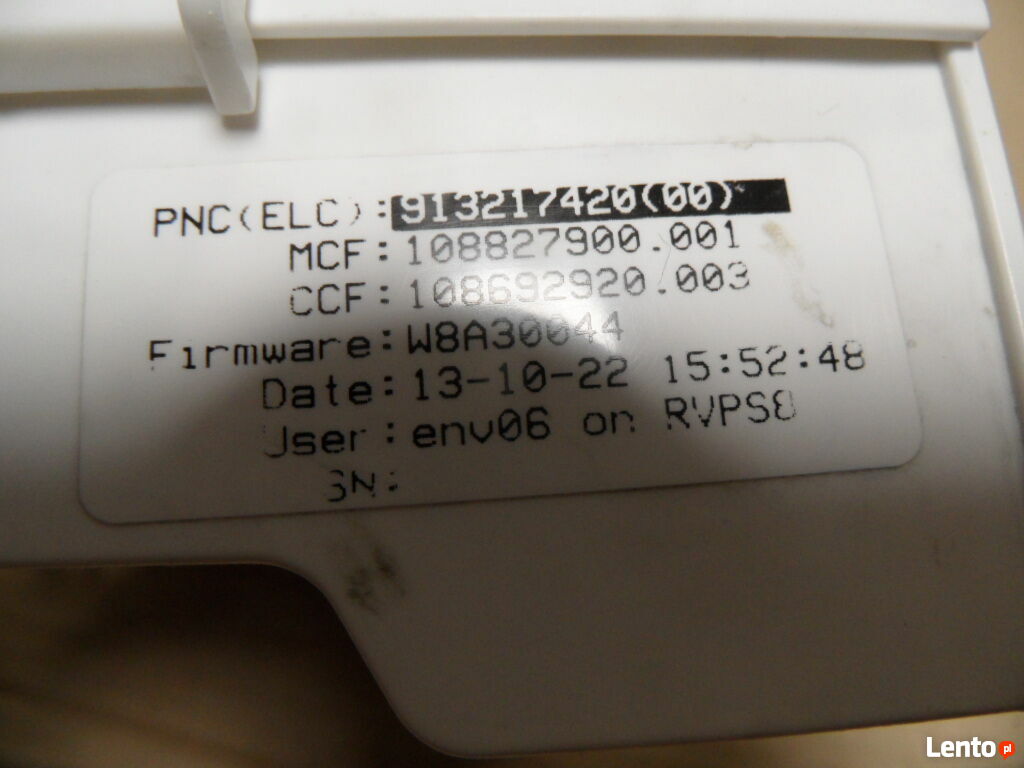 PNC(ELC):913217420(00)
MCF:108827900.001
CCF:108692920.003
Firmware:W8A30044
Date:13-10-22 15:52:48
User:env06 on RVPS8
SN:
Lento.pl